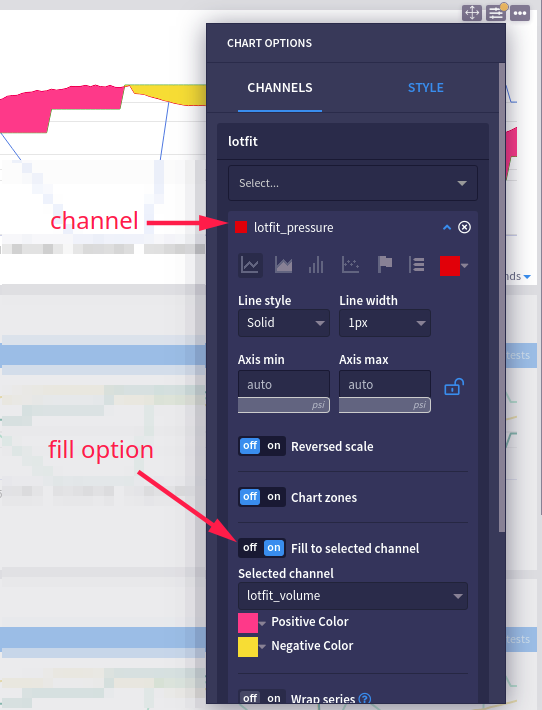 CHART OPTIONS
CHANNELS STYLE
lotfit
Select...
channel
lotfit_pressure
nds
Line style Line width
Solid 1px
Axis min Axis max
auto auto
psi psi
tests
off on Reversed scale
fill option
off on Chart zones
off on Fill to selected channel
Selected channel
lotfit_volume
Positive Color
Negative Color
tests
off on Wrap series ?